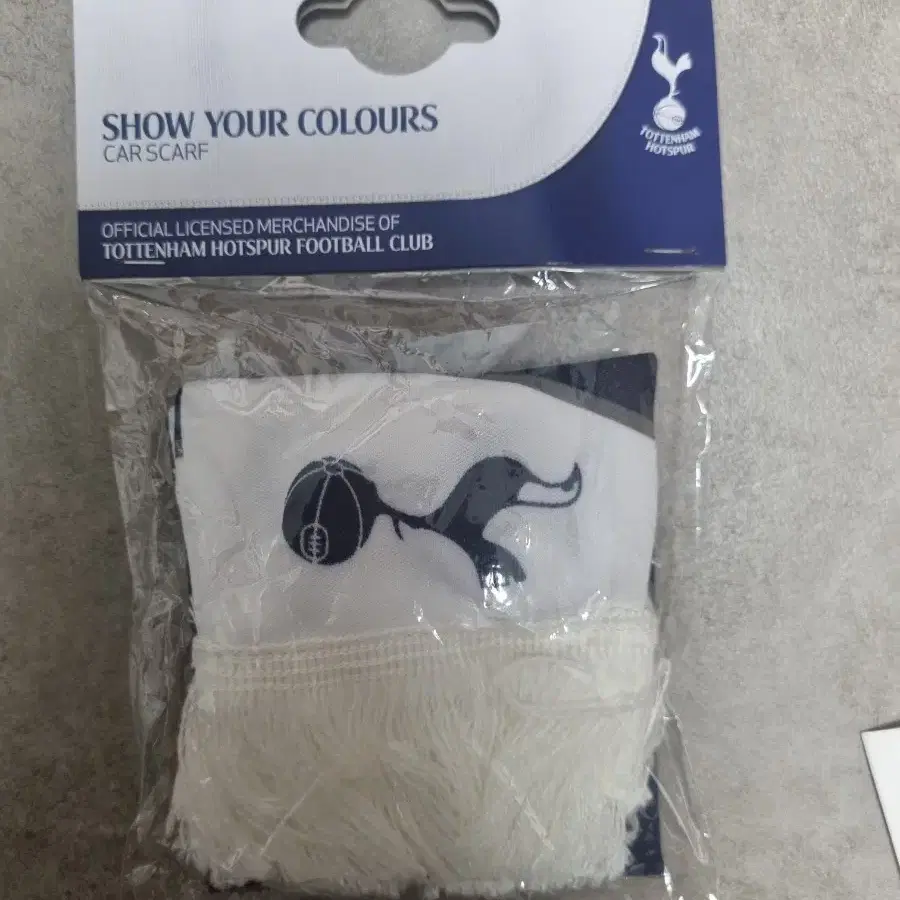 SHOW YOUR COLOURS
CAR SCARF
TOTTENHAM
HOTSPUR
OFFICIAL LICENSED MERCHANDISE OF
TOTTENHAM HOTSPUR FOOTBALL CLUB